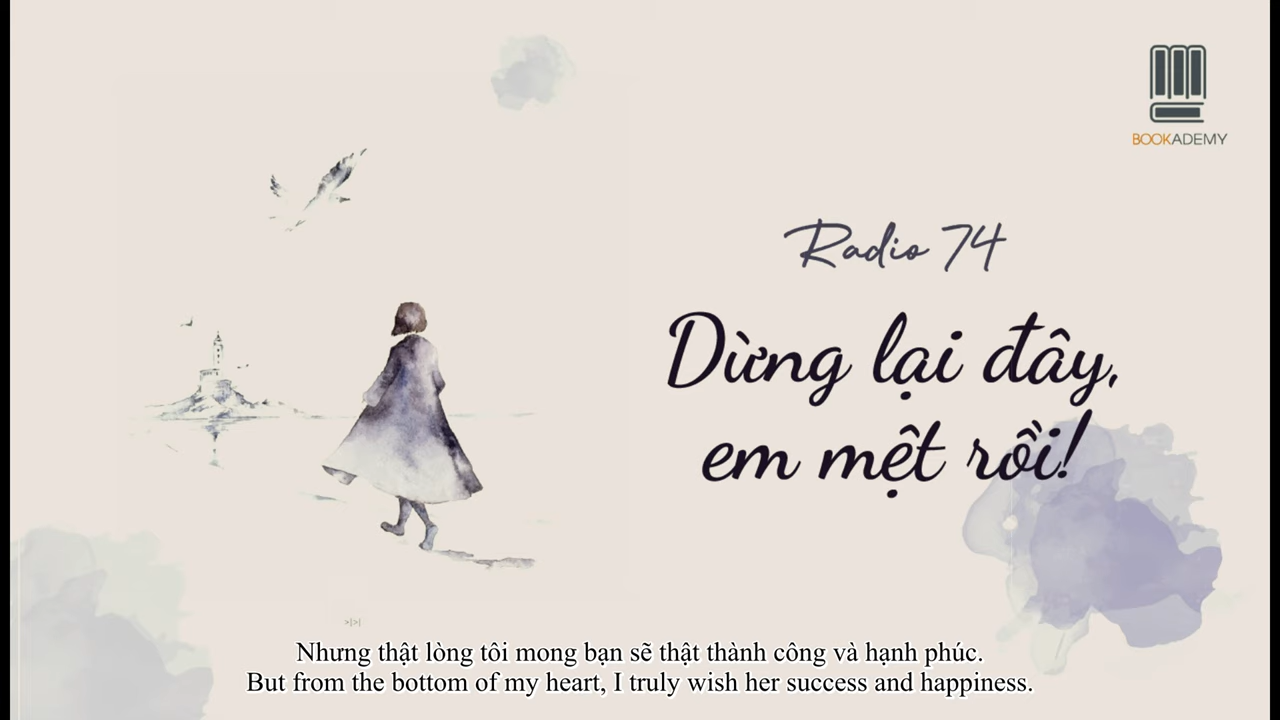 BOOKADEMY
Radio 74
Dừng lại đây,
em mệt rồi!
>|>|
Nhưng thật lòng tôi mong bạn sẽ thật thành công và hạnh phúc.
But from the bottom of my heart, I truly wish her success and happiness.